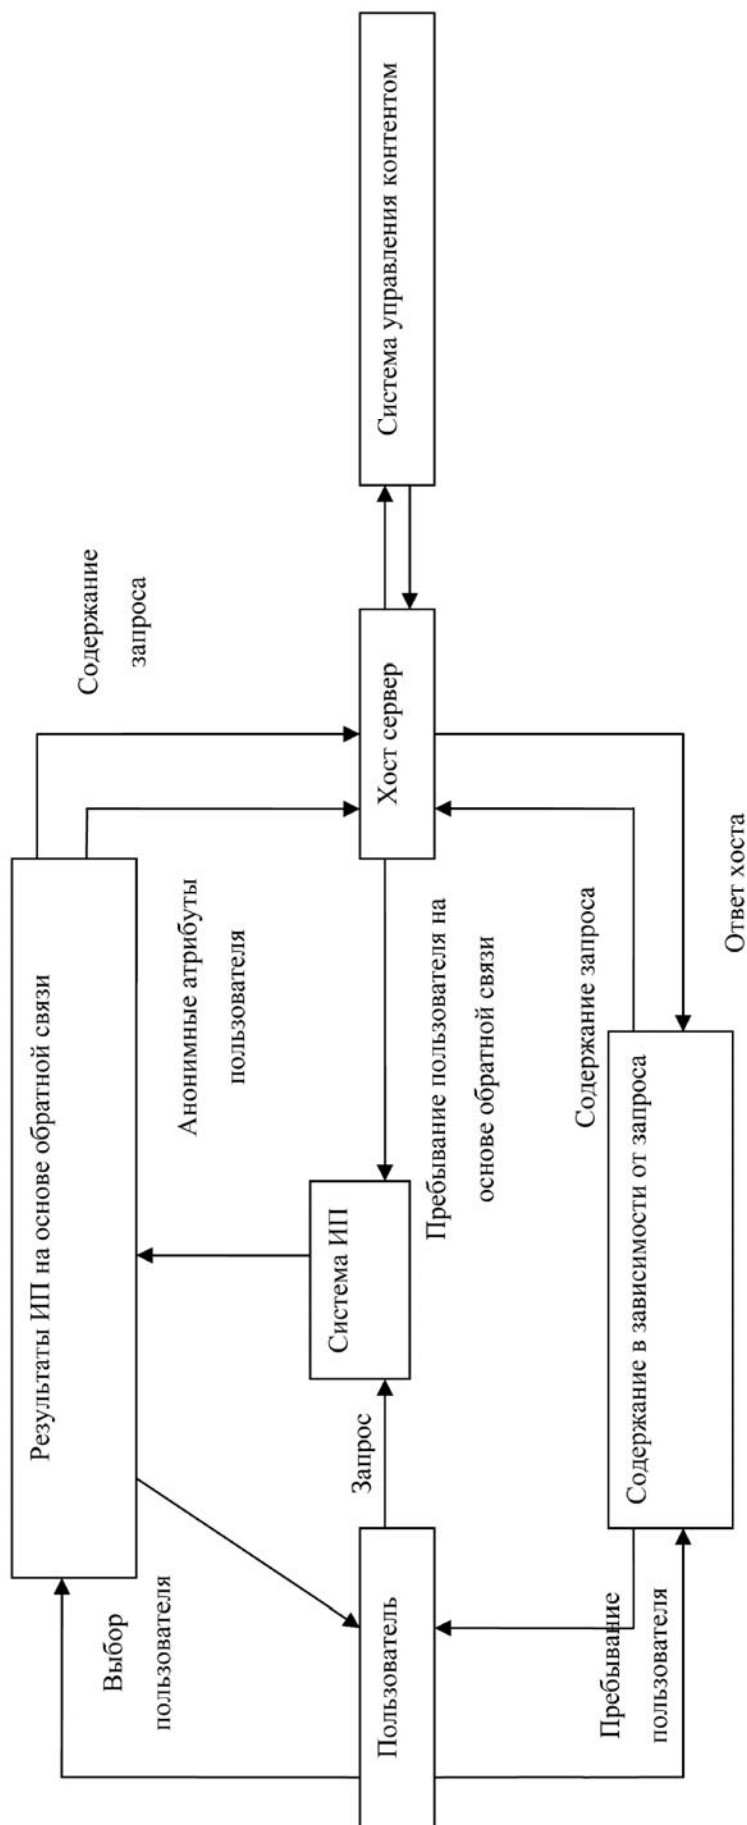 Результаты ИП на основе обратной связи
Содержание
запроса
Выбор
пользователя
Анонимные атрибуты
пользователя
Пользователь
Запрос
Система ИП
Хост сервер
Система управления контентом
Пребывание пользователя на
основе обратной связи
Содержание запроса
Пребывание
пользователя
Содержание в зависимости от запроса
Ответ хоста